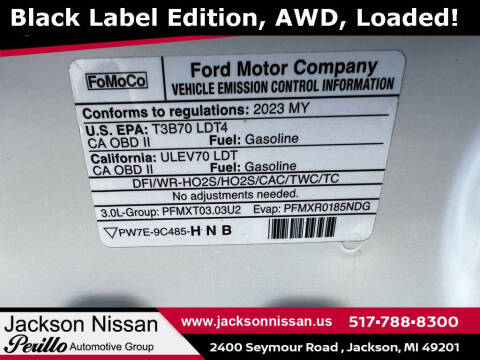 Black Label Edition, AWD, Loaded!
FoMoCo
Ford Motor Company
VEHICLE EMISSION CONTROL INFORMATION
Conforms to regulations: 2023 MY
U.S. EPA: T3B70 LDT4
CA OBD II Fuel: Gasoline
California: ULEV70 LDT
CA OBD II Fuel: Gasoline
DFI/WR-HO2S/HO2S/CAC/TWC/TC
No adjustments needed.
3.0L-Group: PFMXT03.03U2 Evap: PFMXR0185NDG
PW7E-9C485-HNB
Jackson Nissan
Perillo Automotive Group
www.jacksonnissan.us
517-788-8300
2400 Seymour Road, Jackson, MI 49201